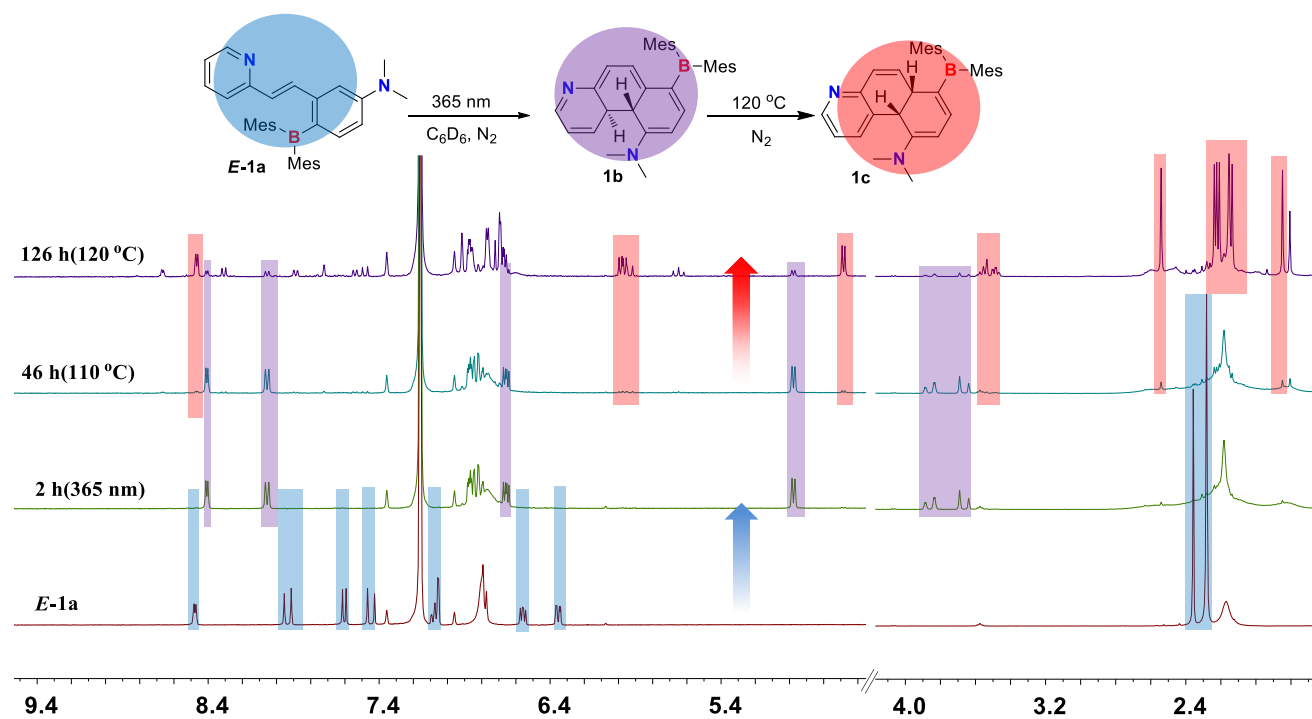 N
N
Mes
B
Mes
E-1a
365 nm
C6D6, N2
N
Mes
B
Mes
H
H
N
1b
120 °C
N2
N
Mes
B
Mes
H
H
N
1c
126 h(120 °C)
46 h(110 °C)
2 h(365 nm)
E-1a
9.4 8.4 7.4 6.4 5.4 4.0 3.2 2.4